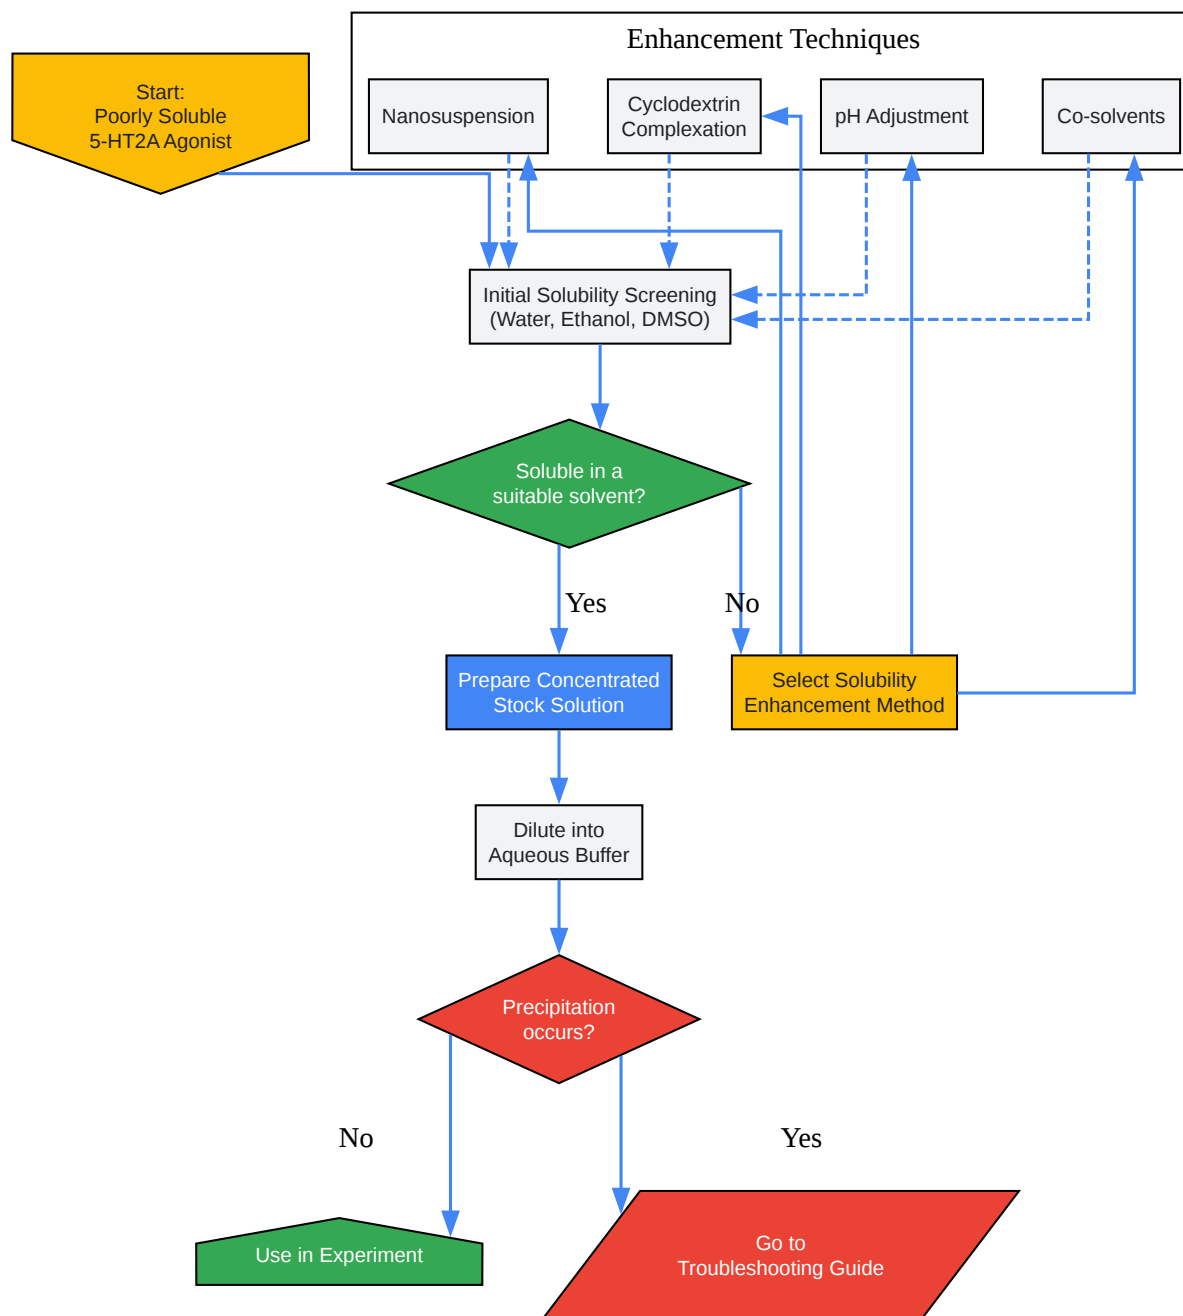 Enhancement Techniques
Start:
Poorly Soluble
5-HT2A Agonist
Nanosuspension
Cyclodextrin
Complexation
pH Adjustment
Co-solvents
Initial Solubility Screening
(Water, Ethanol, DMSO)
Soluble in a
suitable solvent?
Yes
No
Prepare Concentrated
Stock Solution
Select Solubility
Enhancement Method
Dilute into
Aqueous Buffer
Precipitation
occurs?
No
Yes
Use in Experiment
Go to
Troubleshooting Guide